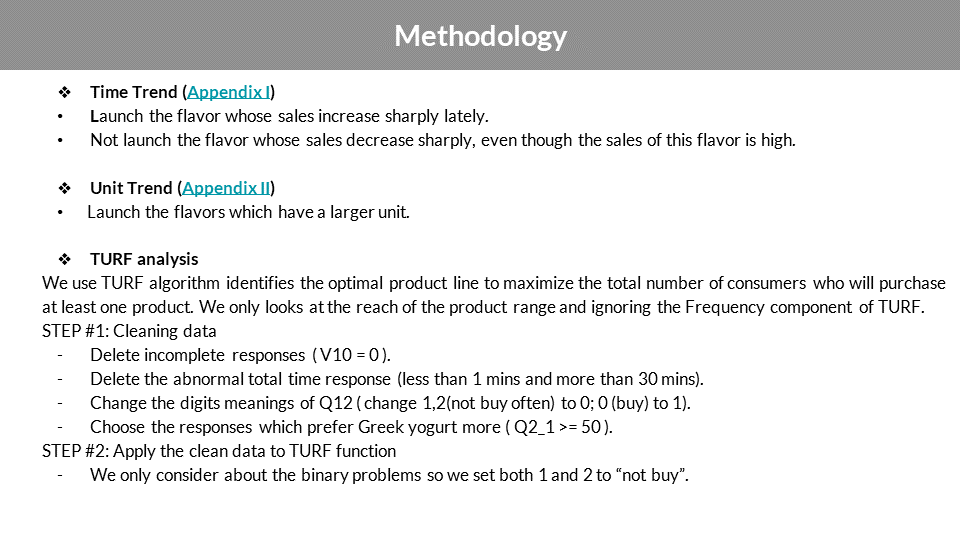 Methodology
❖ Time Trend (Appendix I)
• Launch the flavor whose sales increase sharply lately.
• Not launch the flavor whose sales decrease sharply, even though the sales of this flavor is high.
❖ Unit Trend (Appendix II)
• Launch the flavors which have a larger unit.
❖ TURF analysis
We use TURF algorithm identifies the optimal product line to maximize the total number of consumers who will purchase
at least one product. We only looks at the reach of the product range and ignoring the Frequency component of TURF.
STEP #1: Cleaning data
- Delete incomplete responses ( V10 = 0 ).
- Delete the abnormal total time response (less than 1 mins and more than 30 mins).
- Change the digits meanings of Q12 ( change 1,2(not buy often) to 0; 0 (buy) to 1).
- Choose the responses which prefer Greek yogurt more ( Q2_1 >= 50 ).
STEP #2: Apply the clean data to TURF function
- We only consider about the binary problems so we set both 1 and 2 to “not buy”.